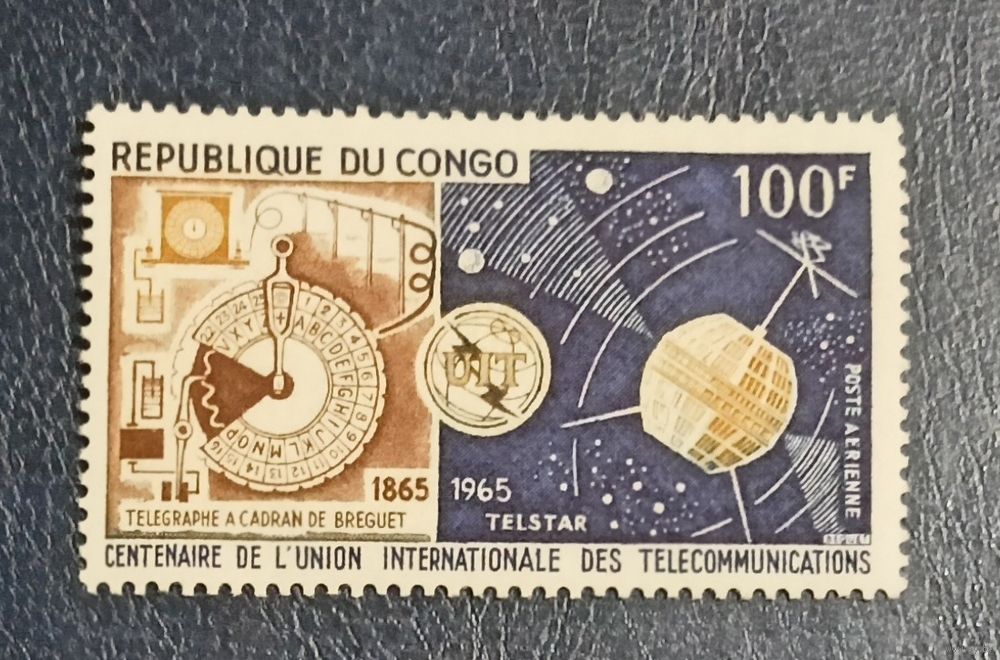 REPUBLIQUE DU CONGO
100F
UIT
POSTE AERIENNE
1865 1965
TELEGRAPHE A CADRAN DE BREGUET
TELSTAR
CENTENAIRE DE L'UNION INTERNATIONALE DES TELECOMMUNICATIONS